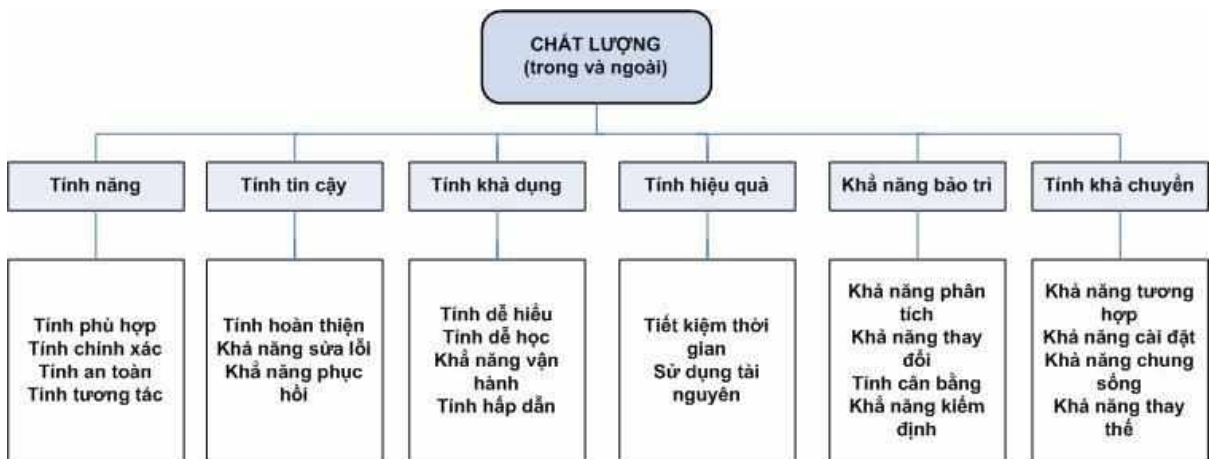 CHẤT LƯỢNG
(trong và ngoài)
Tính năng
Tính tin cậy
Tính khả dụng
Tính hiệu quả
Khẳ năng bảo trì
Tính khả chuyển
Tính phù hợp
Tính chính xác
Tính an toàn
Tính tương tác
Tính hoàn thiện
Khả năng sửa lỗi
Khẳ năng phục
hồi
Tính dễ hiểu
Tính dễ học
Khẳ năng vận
hành
Tính hấp dẫn
Tiết kiệm thời
gian
Sử dụng tài
nguyên
Khả năng phân
tích
Khả năng thay
đổi
Tính cân bằng
Khẳ năng kiểm
định
Khả năng tương
hợp
Khả năng cài đặt
Khả năng chung
sống
Khả năng thay
thế